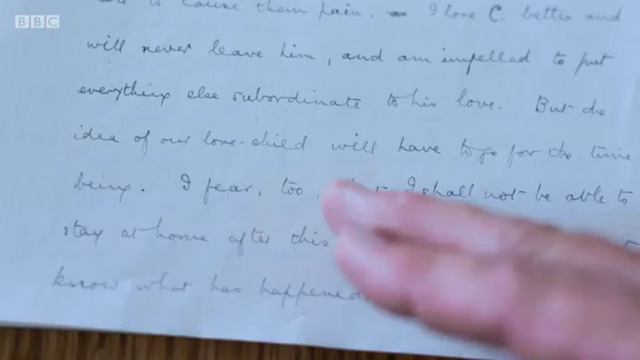 BBC
to cause them pain. – I love C. better and
will never leave him, and am impelled to put
everything else subordinate to his love. But the
idea of our love-child will have to go for the time
being. I fear, too, I shall not be able to
stay at home after this
know what has happened